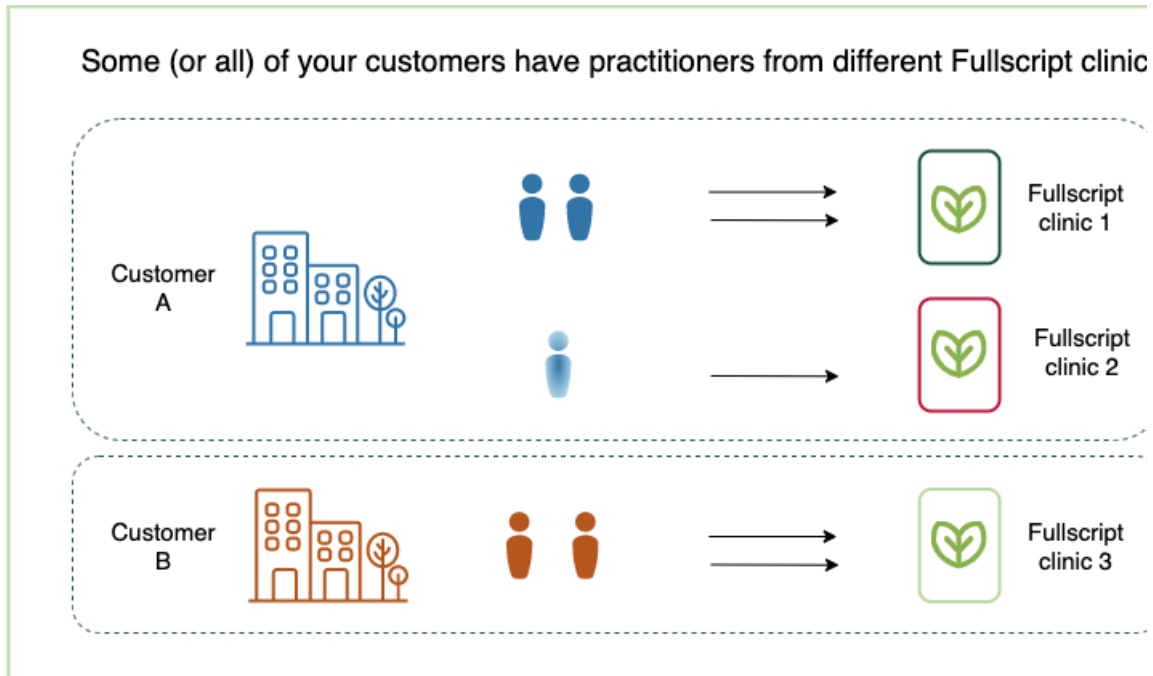 Some (or all) of your customers have practitioners from different Fullscript clinic
Fullscript
clinic 1
Customer
A
Fullscript
clinic 2
Customer
B
Fullscript
clinic 3